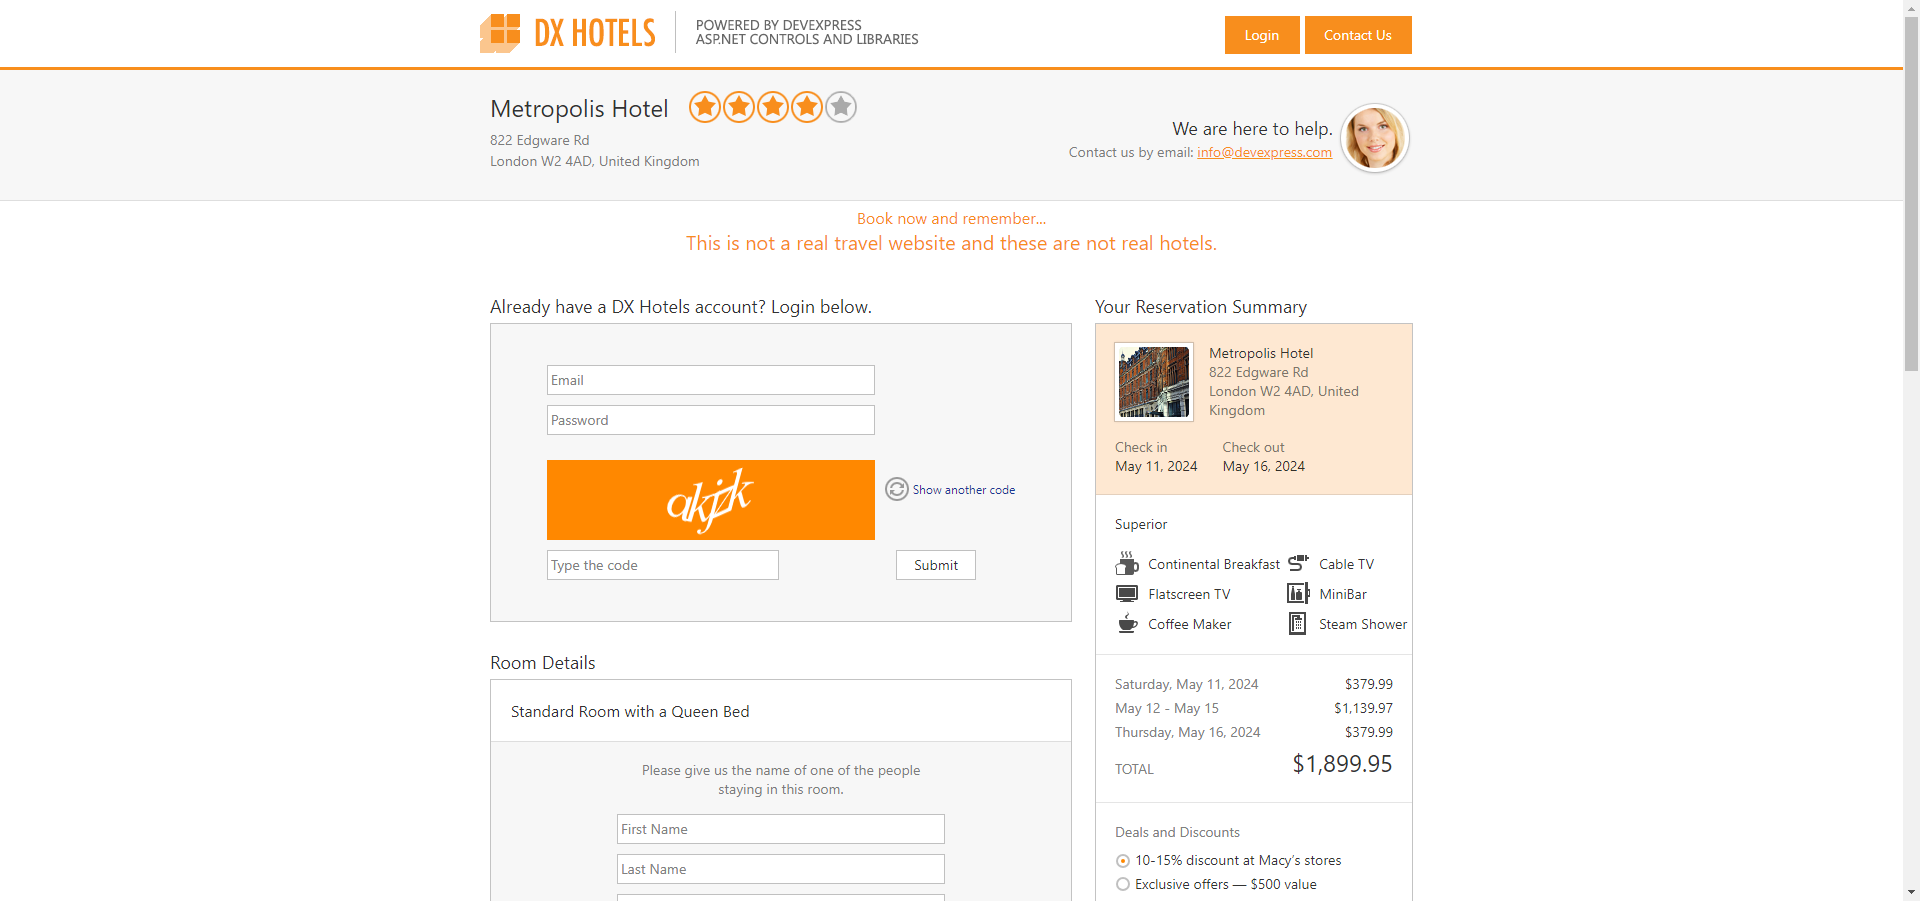 DX HOTELS
POWERED BY DEVEXPRESS
ASP.NET CONTROLS AND LIBRARIES
Login
Contact Us
Metropolis Hotel
822 Edgware Rd
London W2 4AD, United Kingdom
We are here to help.
Contact us by email: info@devexpress.com
Book now and remember...
This is not a real travel website and these are not real hotels.
Already have a DX Hotels account? Login below.
Email
Password
Show another code
Type the code
Submit
Room Details
Standard Room with a Queen Bed
Please give us the name of one of the people
staying in this room.
First Name
Last Name
Your Reservation Summary
Metropolis Hotel
822 Edgware Rd
London W2 4AD, United
Kingdom
Check in Check out
May 11, 2024 May 16, 2024
Superior
Continental Breakfast Cable TV
Flatscreen TV MiniBar
Coffee Maker Steam Shower
Saturday, May 11, 2024 $379.99
May 12 - May 15 $1,139.97
Thursday, May 16, 2024 $379.99
TOTAL $1,899.95
Deals and Discounts
10-15% discount at Macy's stores
Exclusive offers — $500 value